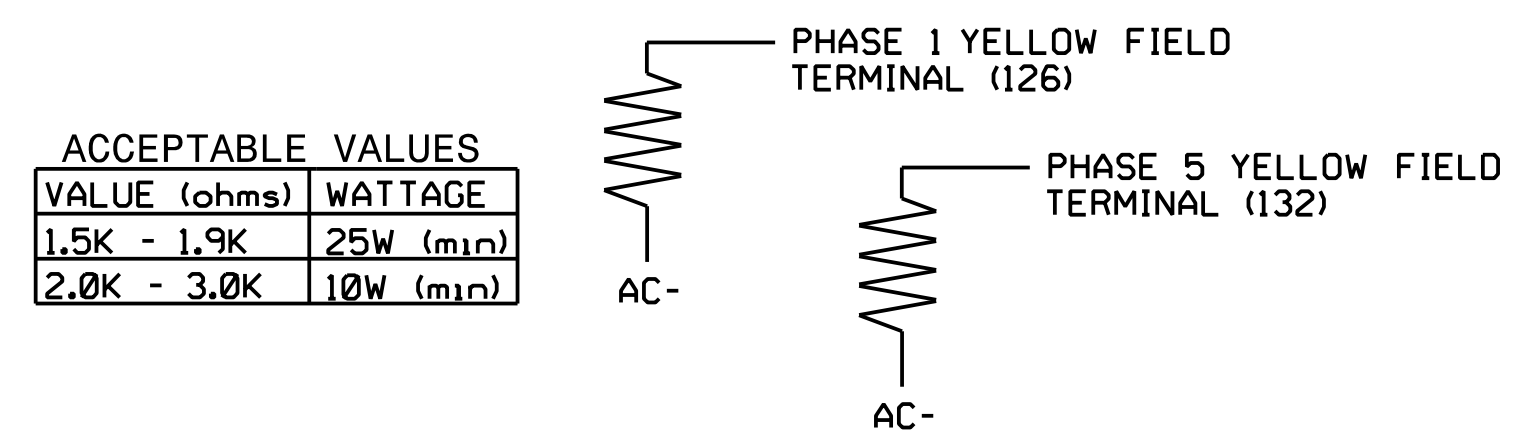 ACCEPTABLE VALUES
VALUE (ohms) WATTAGE
1.5K - 1.9K 25W (min)
2.0K - 3.0K 10W (min)
PHASE 1 YELLOW FIELD
TERMINAL (126)
AC-
PHASE 5 YELLOW FIELD
TERMINAL (132)
AC-